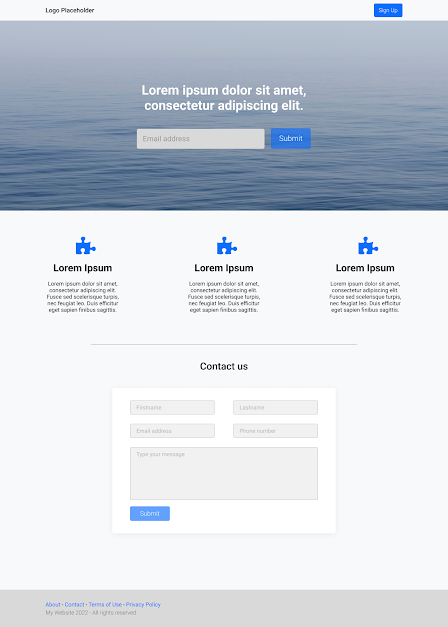 Logo Placeholder
Sign Up
Lorem ipsum dolor sit amet,
consectetur adipiscing elit.
Email address
Submit
Lorem Ipsum
Lorem ipsum dolor sit amet,
consectetur adipiscing elit.
Fusce sed scelerisque turpis,
nec feugiat leo. Etiam efficitur
eget sapien finibus sagittis.
Lorem Ipsum
Lorem ipsum dolor sit amet,
consectetur adipiscing elit.
Fusce sed scelerisque turpis,
nec feugiat leo. Etiam efficitur
eget sapien finibus sagittis.
Lorem Ipsum
Lorem ipsum dolor sit amet,
consectetur adipiscing elit.
Fusce sed scelerisque turpis,
nec feugiat leo. Etiam efficitur
eget sapien finibus sagittis.
Contact us
Firstname
Lastname
Email address
Phone number
Type your message
Submit
About - Contact - Terms of Use - Privacy Policy
My Website 2022 - All rights reserved